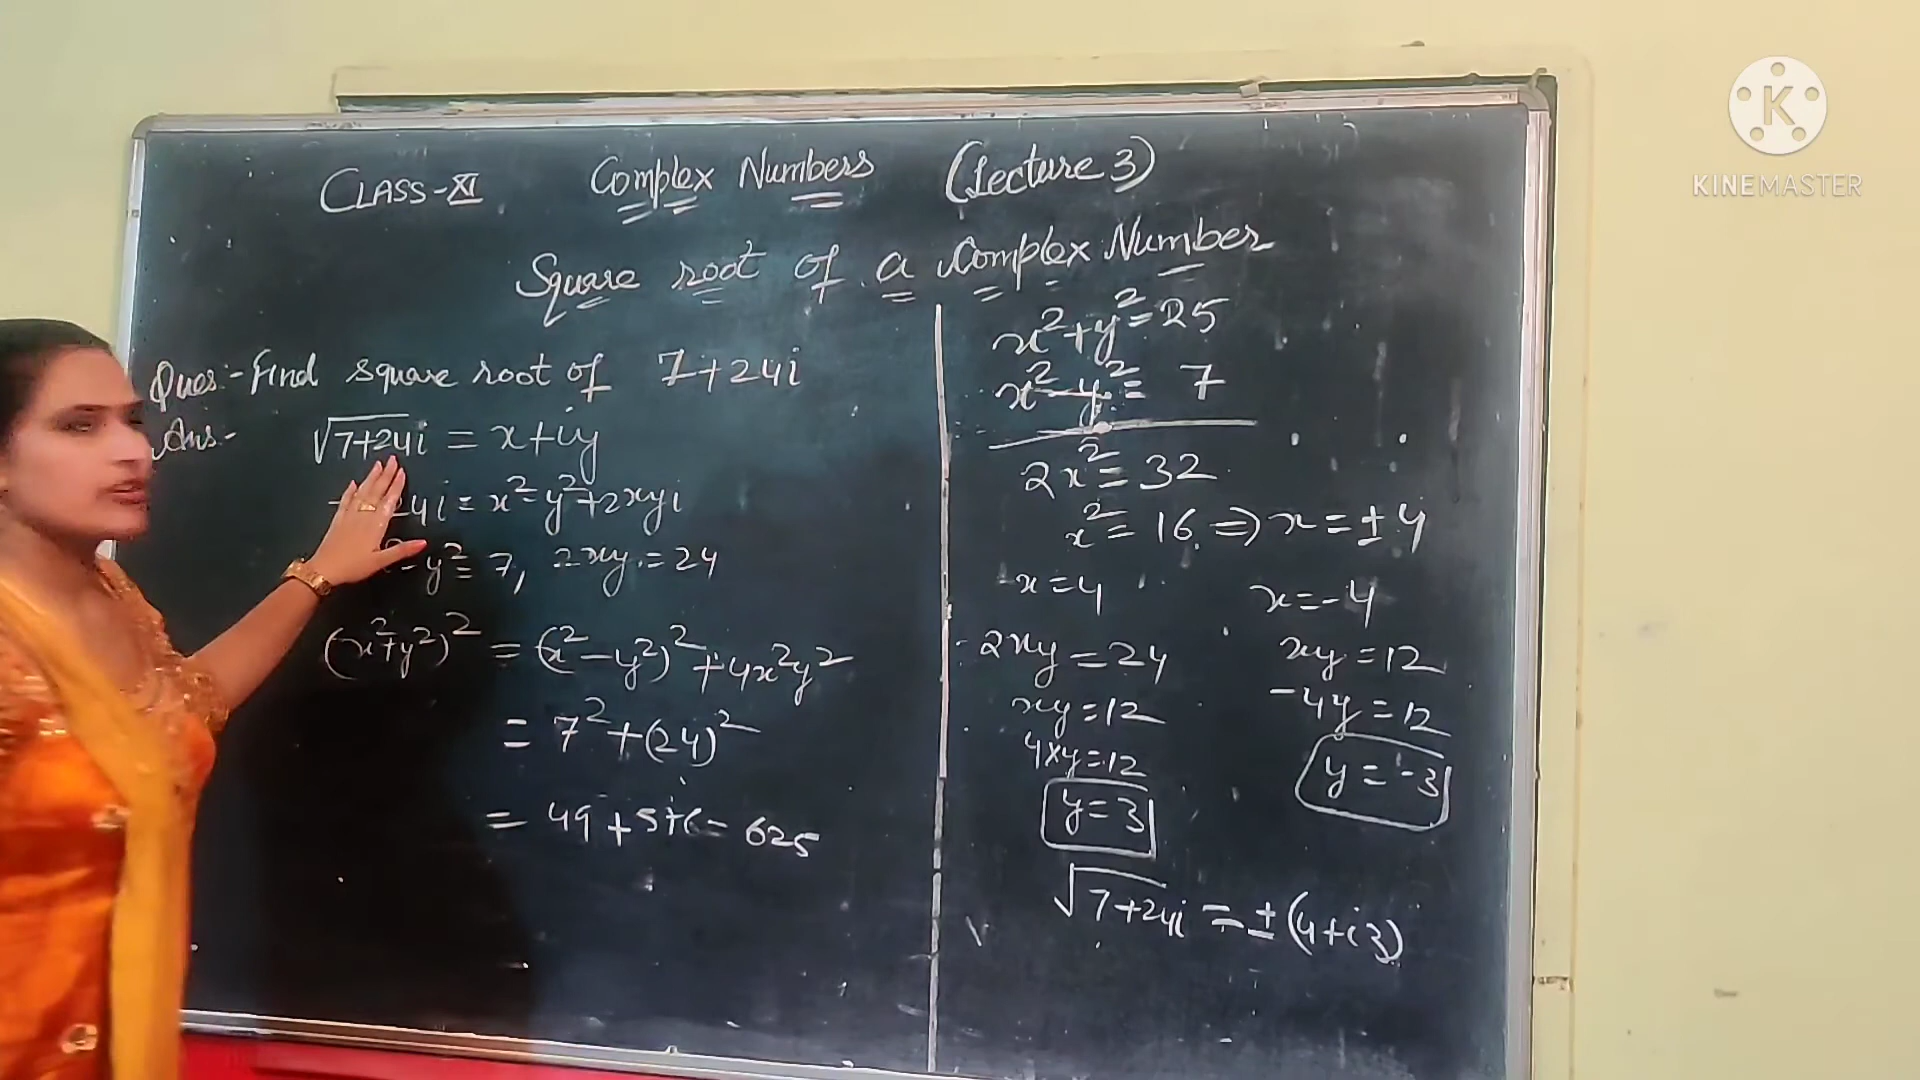 CLASS-XI Complex Numbers (Lecture 3)
Square root of a Complex Number
Ques:- Find square root of 7+24i
Ans:- √7+24i = x+iy
24i = x²-y²+2xyi
-y² = 7, 2xy = 24
(x²+y²)² = (x²-y²)² + 4x²y²
= 7² + (24)²
= 49 + 576 = 625
x²+y² = 25
x²-y² = 7
2x² = 32
x² = 16 ⇒ x = ±4
x = 4
2xy = 24
xy = 12
4xy = 12
y = 3
x = -4
xy = 12
-4y = 12
y = -3
√7+24i = ±(4+i3)
K
KINEMASTER